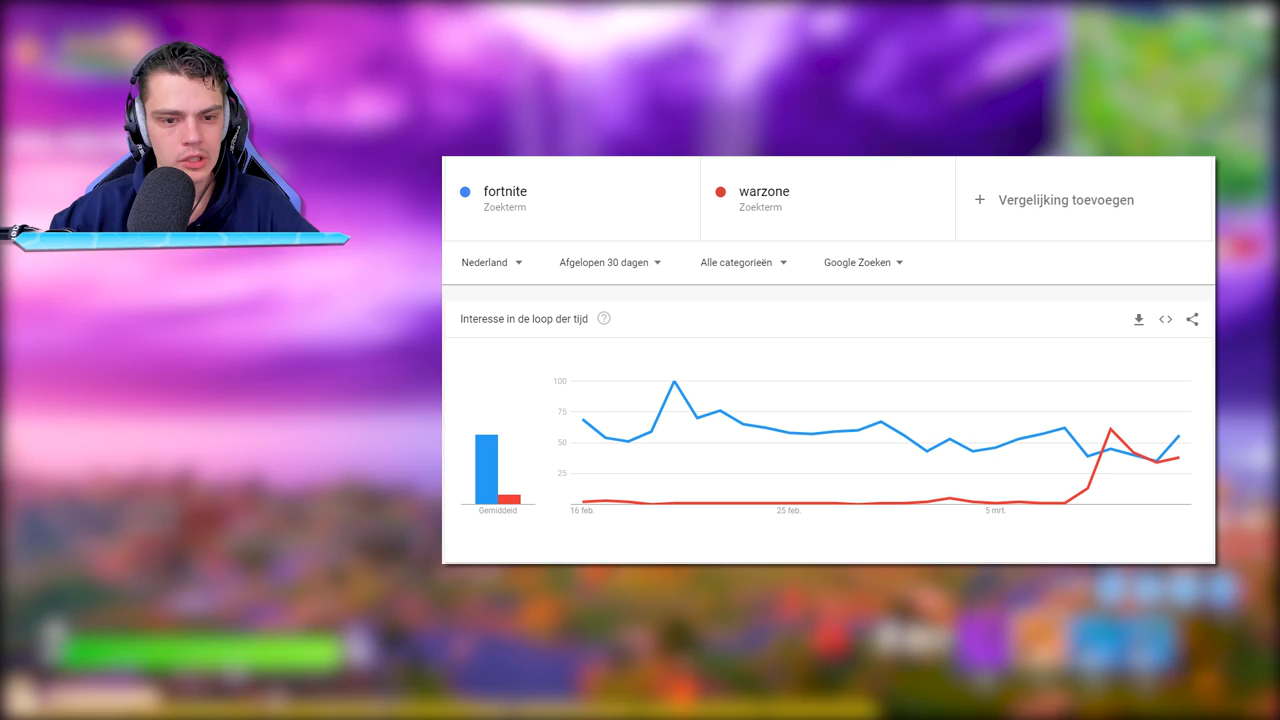 fortnite
Zoekterm
warzone
Zoekterm
+ Vergelijking toevoegen
Nederland
Afgelopen 30 dagen
Alle categorieën
Google Zoeken
Interesse in de loop der tijd
100
75
50
25
Gemiddeld
16 feb.
25 feb.
5 mrt.